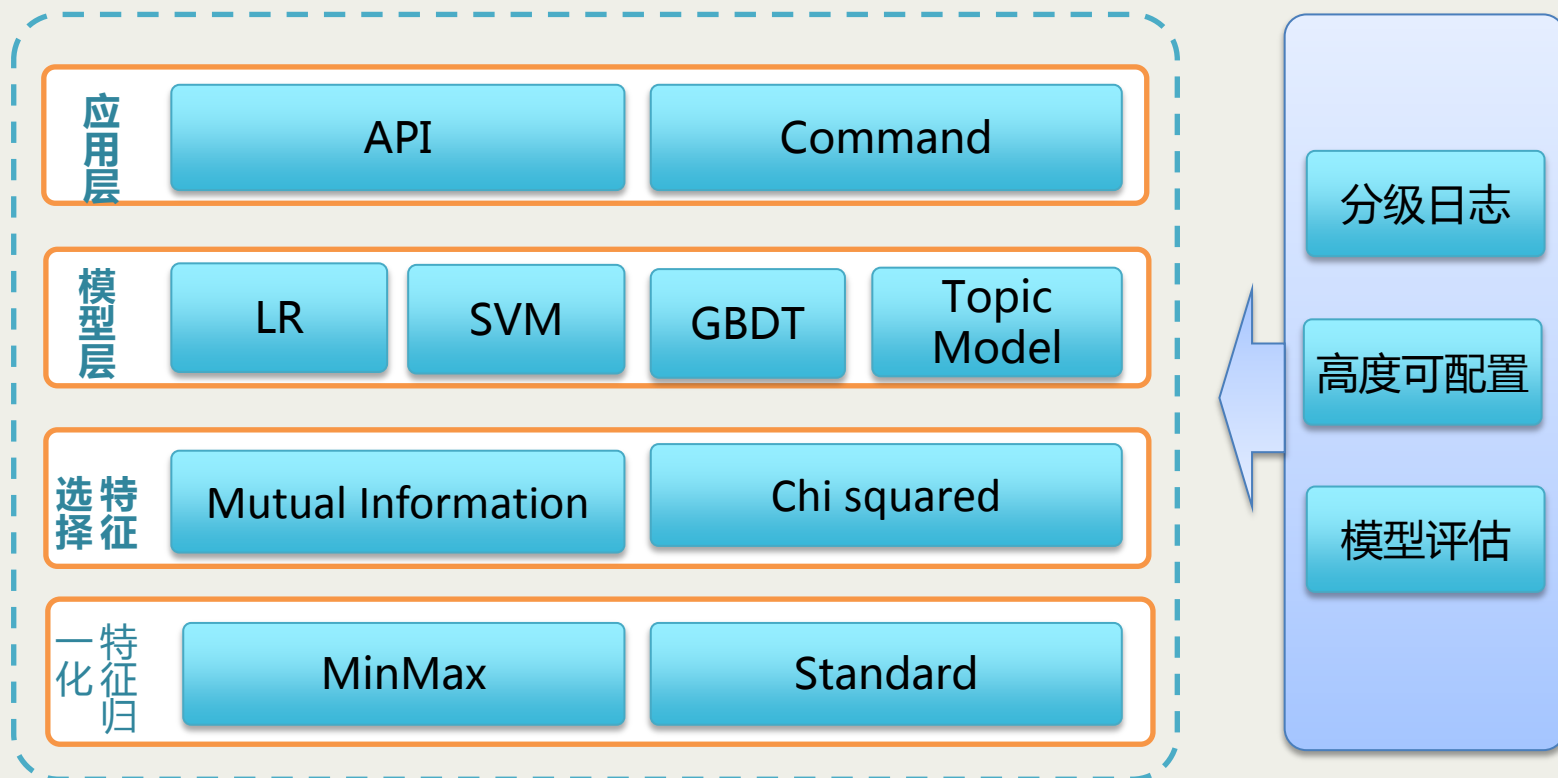 应用层
API
Command
模型层
LR
SVM
GBDT
Topic
Model
特征
选择
Mutual Information
Chi squared
特征归
一化
MinMax
Standard
分级日志
高度可配置
模型评估